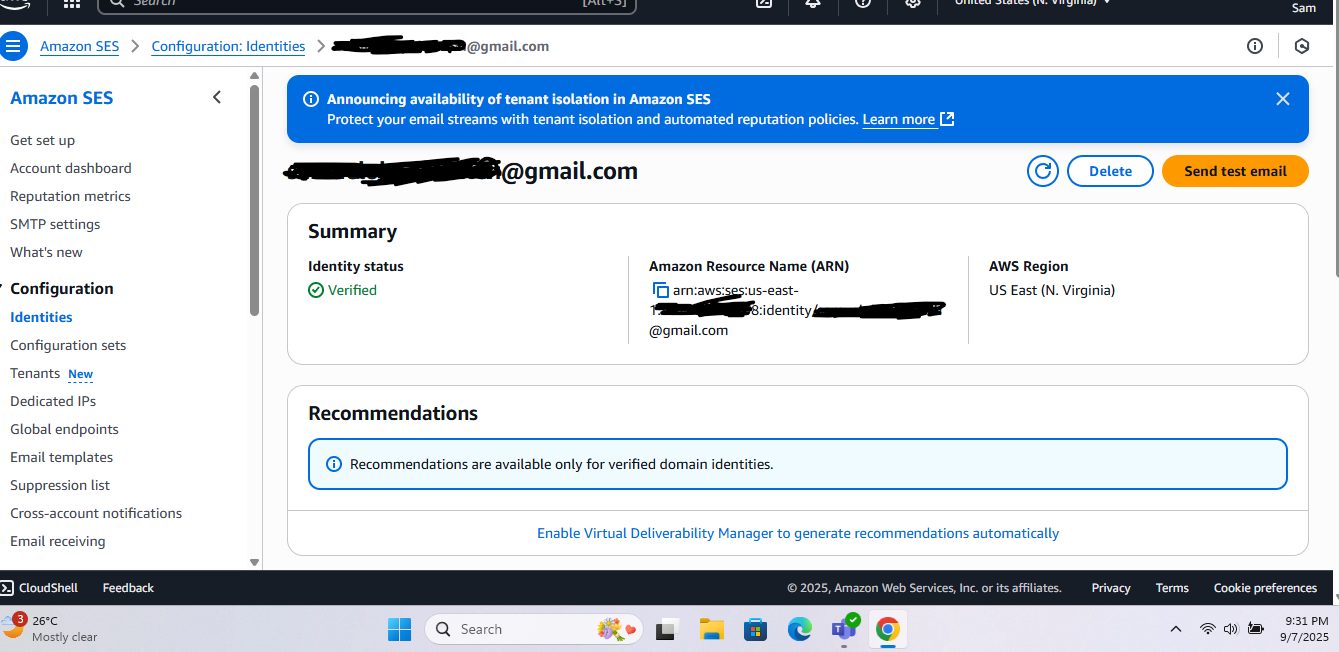 Search [Alt+S] United States (N. Virginia) Sam
Amazon SES > Configuration: Identities > @gmail.com
Amazon SES
Get set up
Account dashboard
Reputation metrics
SMTP settings
What's new
Configuration
Identities
Configuration sets
Tenants New
Dedicated IPs
Global endpoints
Email templates
Suppression list
Cross-account notifications
Email receiving
Announcing availability of tenant isolation in Amazon SES
Protect your email streams with tenant isolation and automated reputation policies. Learn more
@gmail.com
Delete
Send test email
Summary
Identity status
Verified
Amazon Resource Name (ARN)
arn:aws:ses:us-east-
1: 8:identity/
@gmail.com
AWS Region
US East (N. Virginia)
Recommendations
Recommendations are available only for verified domain identities.
Enable Virtual Deliverability Manager to generate recommendations automatically
CloudShell Feedback © 2025, Amazon Web Services, Inc. or its affiliates. Privacy Terms Cookie preferences
3
26°C
Mostly clear
Search
9:31 PM
9/7/2025